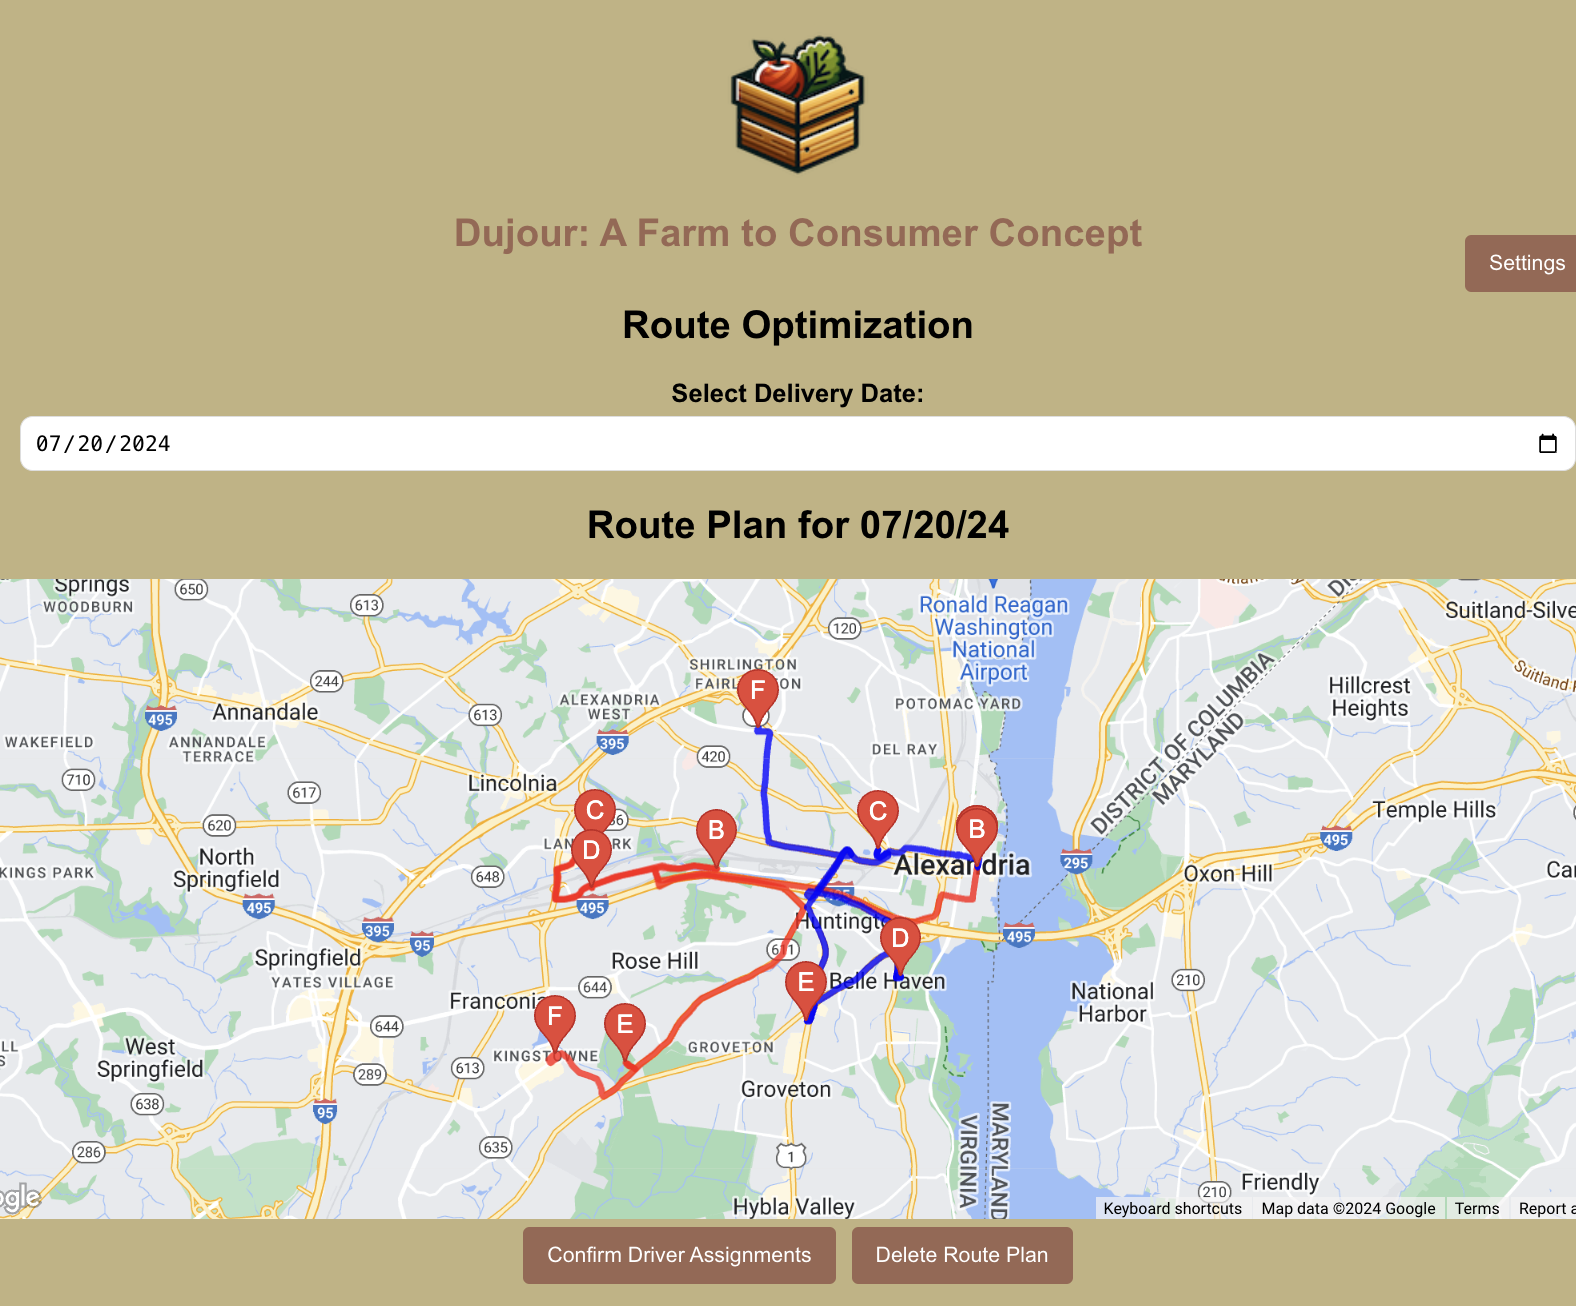 Dujour: A Farm to Consumer Concept
Settings
Route Optimization
Select Delivery Date:
07/20/2024
Route Plan for 07/20/24
Springs
WOODBURN
650
613
244
Annandale
495
WAKEFIELD
ANNANDALE
TERRACE
710
617
620
North
Springfield
KINGS PARK
495
648
Lincolnia
613
ALEXANDRIA
WEST
395
SHIRLINGTON
F
120
420
DEL RAY
POTOMAC YARD
Ronald Reagan
Washington
National
Airport
C
D
B
C
B
Alexandria
495
395
95
Springfield
YATES VILLAGE
Franconia
Rose Hill
644
611
D
E
Belle Haven
495
F
E
KINGSTOWNE
GROVETON
Groveton
644
613
289
West
Springfield
638
95
286
635
1
Hybla Valley
VIRGINIA
MARYLAND
DISTRICT OF COLUMBIA
MARYLAND
Suitland-Silve
Hillcrest
Heights
Temple Hills
495
295
Oxon Hill
National
Harbor
210
210
Friendly
Keyboard shortcuts
Map data ©2024 Google
Terms
Report a
Confirm Driver Assignments
Delete Route Plan